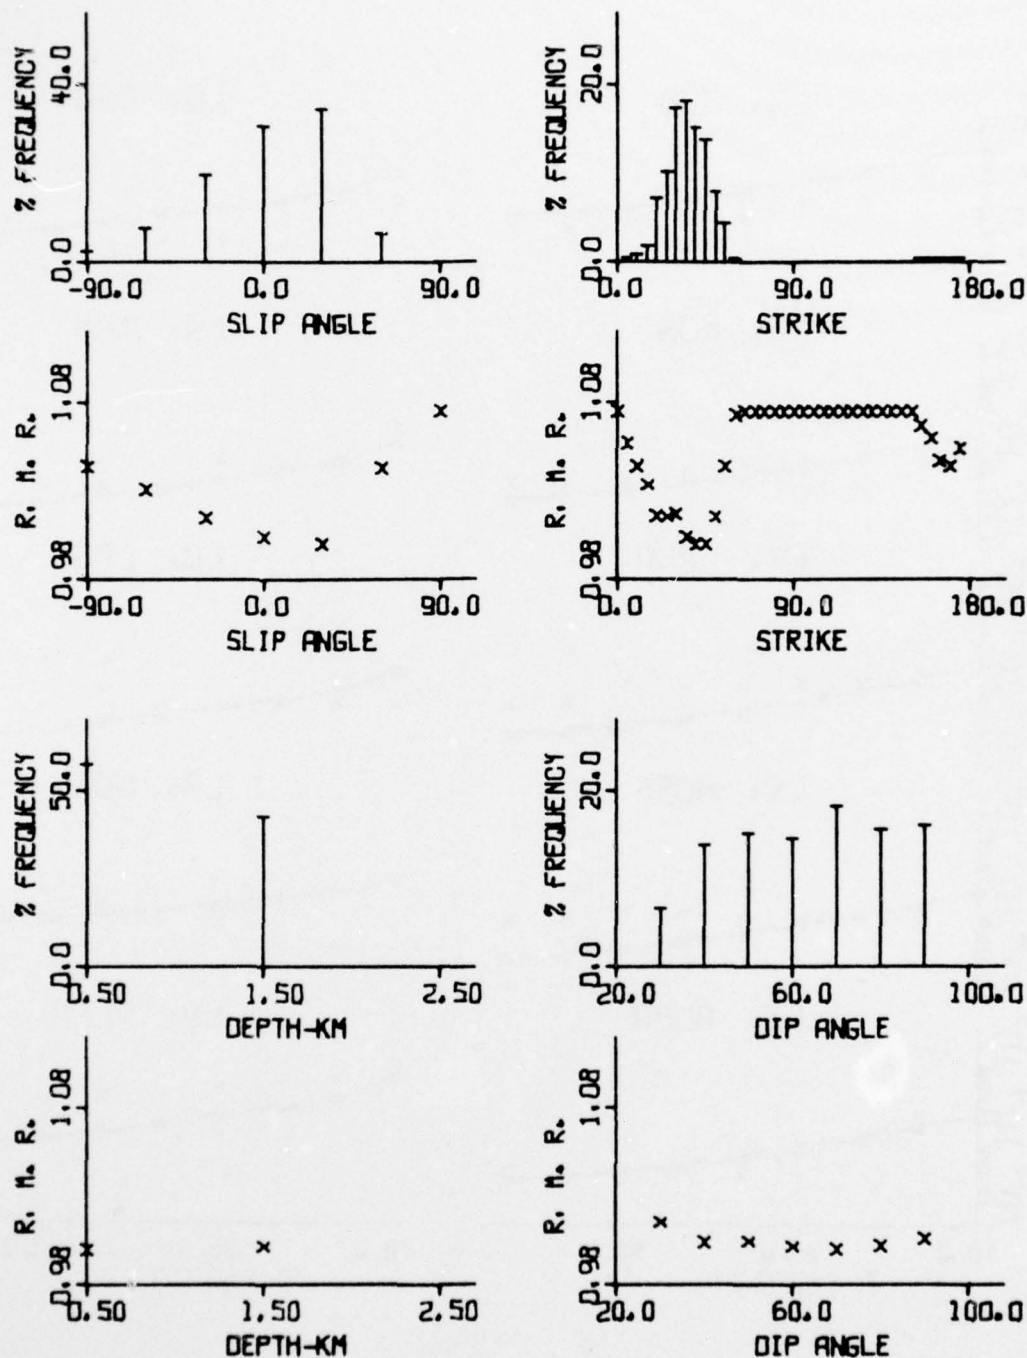 % FREQUENCY
40.0
0.0
-90.0 0.0 90.0
SLIP ANGLE
% FREQUENCY
20.0
0.0
0.0 90.0 180.0
STRIKE
R. M. R.
1.08
0.98
-90.0 0.0 90.0
SLIP ANGLE
R. M. R.
1.08
0.98
0.0 90.0 180.0
STRIKE
% FREQUENCY
50.0
0.0
0.50 1.50 2.50
DEPTH-KM
% FREQUENCY
20.0
0.0
20.0 60.0 100.0
DIP ANGLE
R. M. R.
1.08
0.98
0.50 1.50 2.50
DEPTH-KM
R. M. R.
1.08
0.98
20.0 60.0 100.0
DIP ANGLE